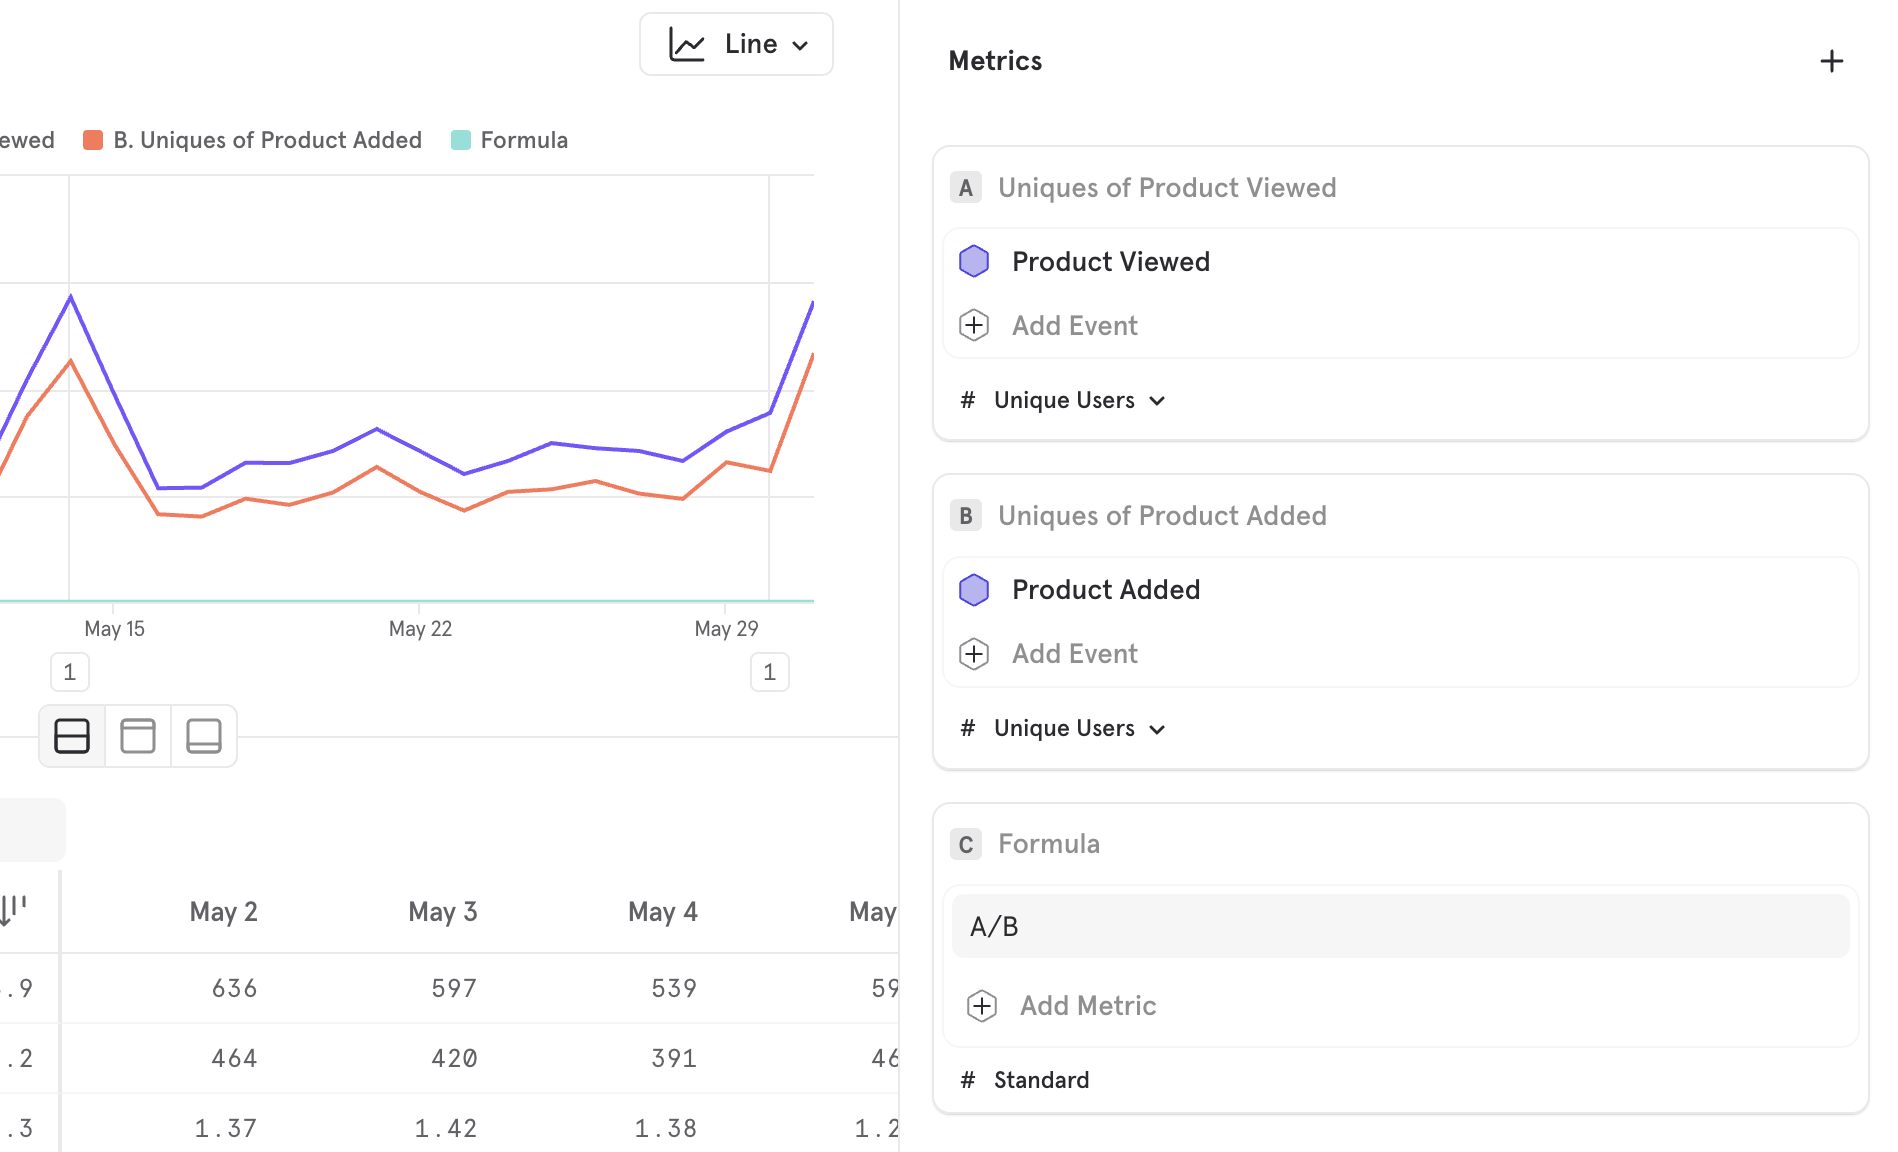 Line
ewed
B. Uniques of Product Added
Formula
May 15
May 22
May 29
1
1
May 2
May 3
May 4
May
.9
636
597
539
59
.2
464
420
391
46
.3
1.37
1.42
1.38
1.2
Metrics
A Uniques of Product Viewed
Product Viewed
Add Event
# Unique Users
B Uniques of Product Added
Product Added
Add Event
# Unique Users
C Formula
A/B
Add Metric
# Standard